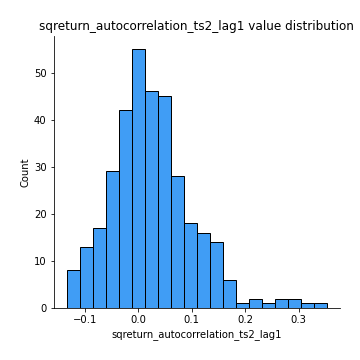 sqreturn_autocorrelation_ts2_lag1 value distribution
Count
50
40
30
20
10
0
−0.1 0.0 0.1 0.2 0.3
sqreturn_autocorrelation_ts2_lag1